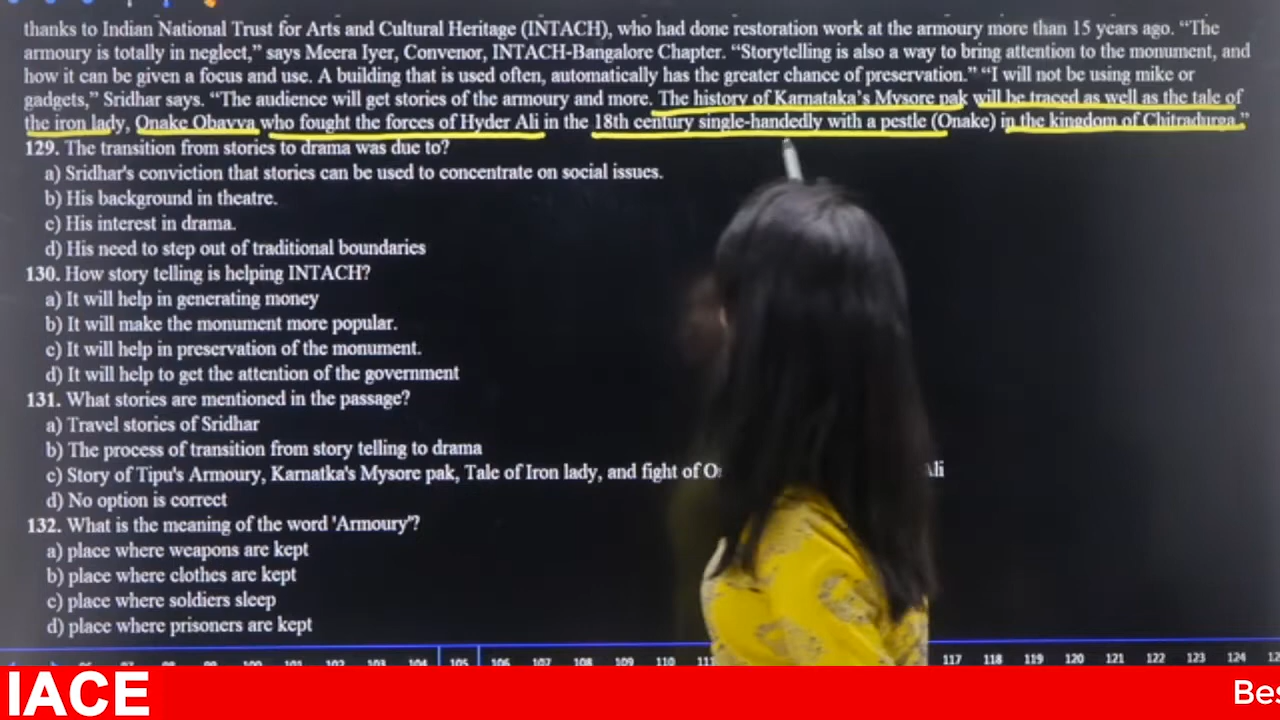 thanks to Indian National Trust for Arts and Cultural Heritage (INTACH), who had done restoration work at the armoury more than 15 years ago. “The
armoury is totally in neglect,” says Meera Iyer, Convenor, INTACH-Bangalore Chapter. “Storytelling is also a way to bring attention to the monument, and
how it can be given a focus and use. A building that is used often, automatically has the greater chance of preservation.” “I will not be using mike or
gadgets,” Sridhar says. “The audience will get stories of the armoury and more. The history of Karnataka’s Mysore pak will be traced as well as the tale of
the iron lady, Onake Obavva who fought the forces of Hyder Ali in the 18th century single-handedly with a pestle (Onake) in the kingdom of Chitradurga.”
129. The transition from stories to drama was due to?
a) Sridhar's conviction that stories can be used to concentrate on social issues.
b) His background in theatre.
c) His interest in drama.
d) His need to step out of traditional boundaries
130. How story telling is helping INTACH?
a) It will help in generating money
b) It will make the monument more popular.
c) It will help in preservation of the monument.
d) It will help to get the attention of the government
131. What stories are mentioned in the passage?
a) Travel stories of Sridhar
b) The process of transition from story telling to drama
c) Story of Tipu's Armoury, Karnatka's Mysore pak, Tale of Iron lady, and fight of
d) No option is correct
132. What is the meaning of the word 'Armoury'?
a) place where weapons are kept
b) place where clothes are kept
c) place where soldiers sleep
d) place where prisoners are kept
97 98 99 100 101 102 103 104 105 106 107 108 109 110 117 118 119 120 121 122 123 124
IACE